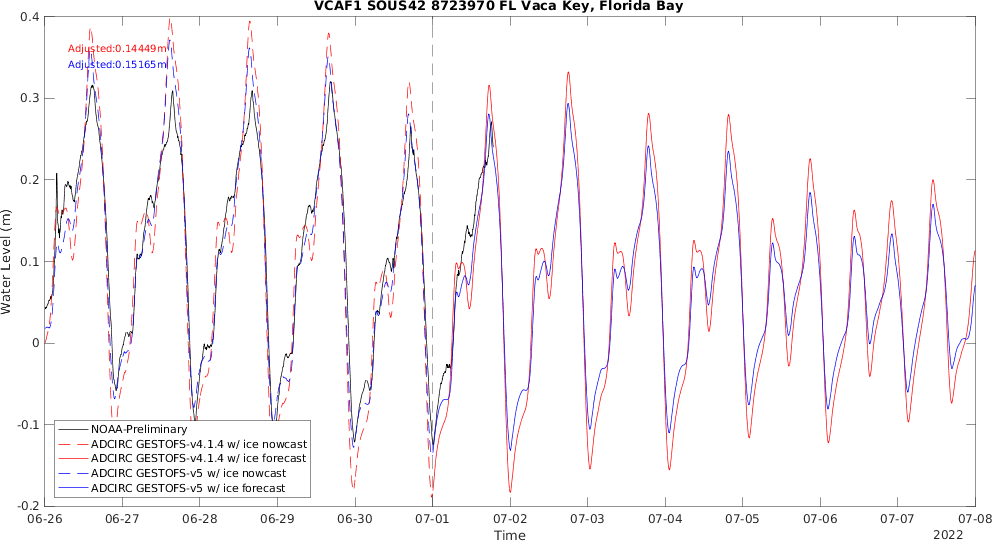 VCAF1 SOUS42 8723970 FL Vaca Key, Florida Bay
0.4
0.3
0.2
0.1
0
-0.1
-0.2
Water Level (m)
Adjusted:0.14449m
Adjusted:0.15165m
NOAA-Preliminary
ADCIRC GESTOFS-v4.1.4 w/ ice nowcast
ADCIRC GESTOFS-v4.1.4 w/ ice forecast
ADCIRC GESTOFS-v5 w/ ice nowcast
ADCIRC GESTOFS-v5 w/ ice forecast
06-26 06-27 06-28 06-29 06-30 07-01 07-02 07-03 07-04 07-05 07-06 07-07 07-08
Time
2022